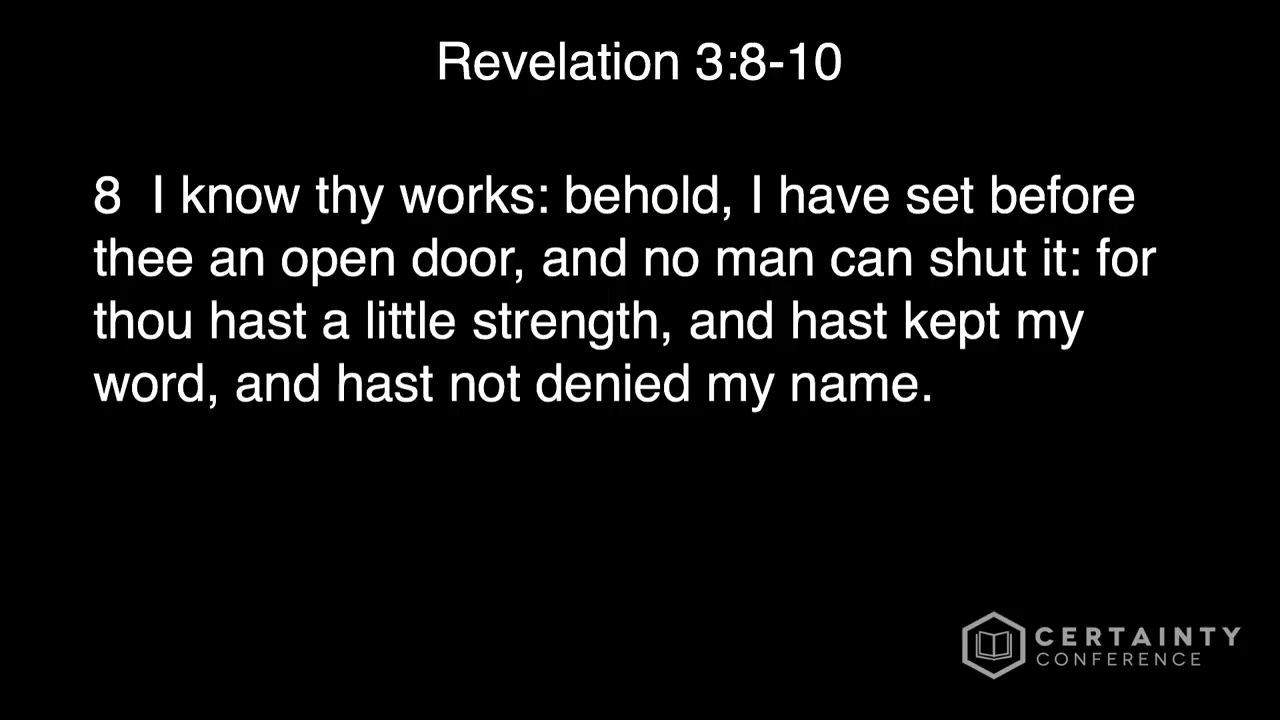 Revelation 3:8-10
8 I know thy works: behold, I have set before
thee an open door, and no man can shut it: for
thou hast a little strength, and hast kept my
word, and hast not denied my name.
CERTAINTY
CONFERENCE